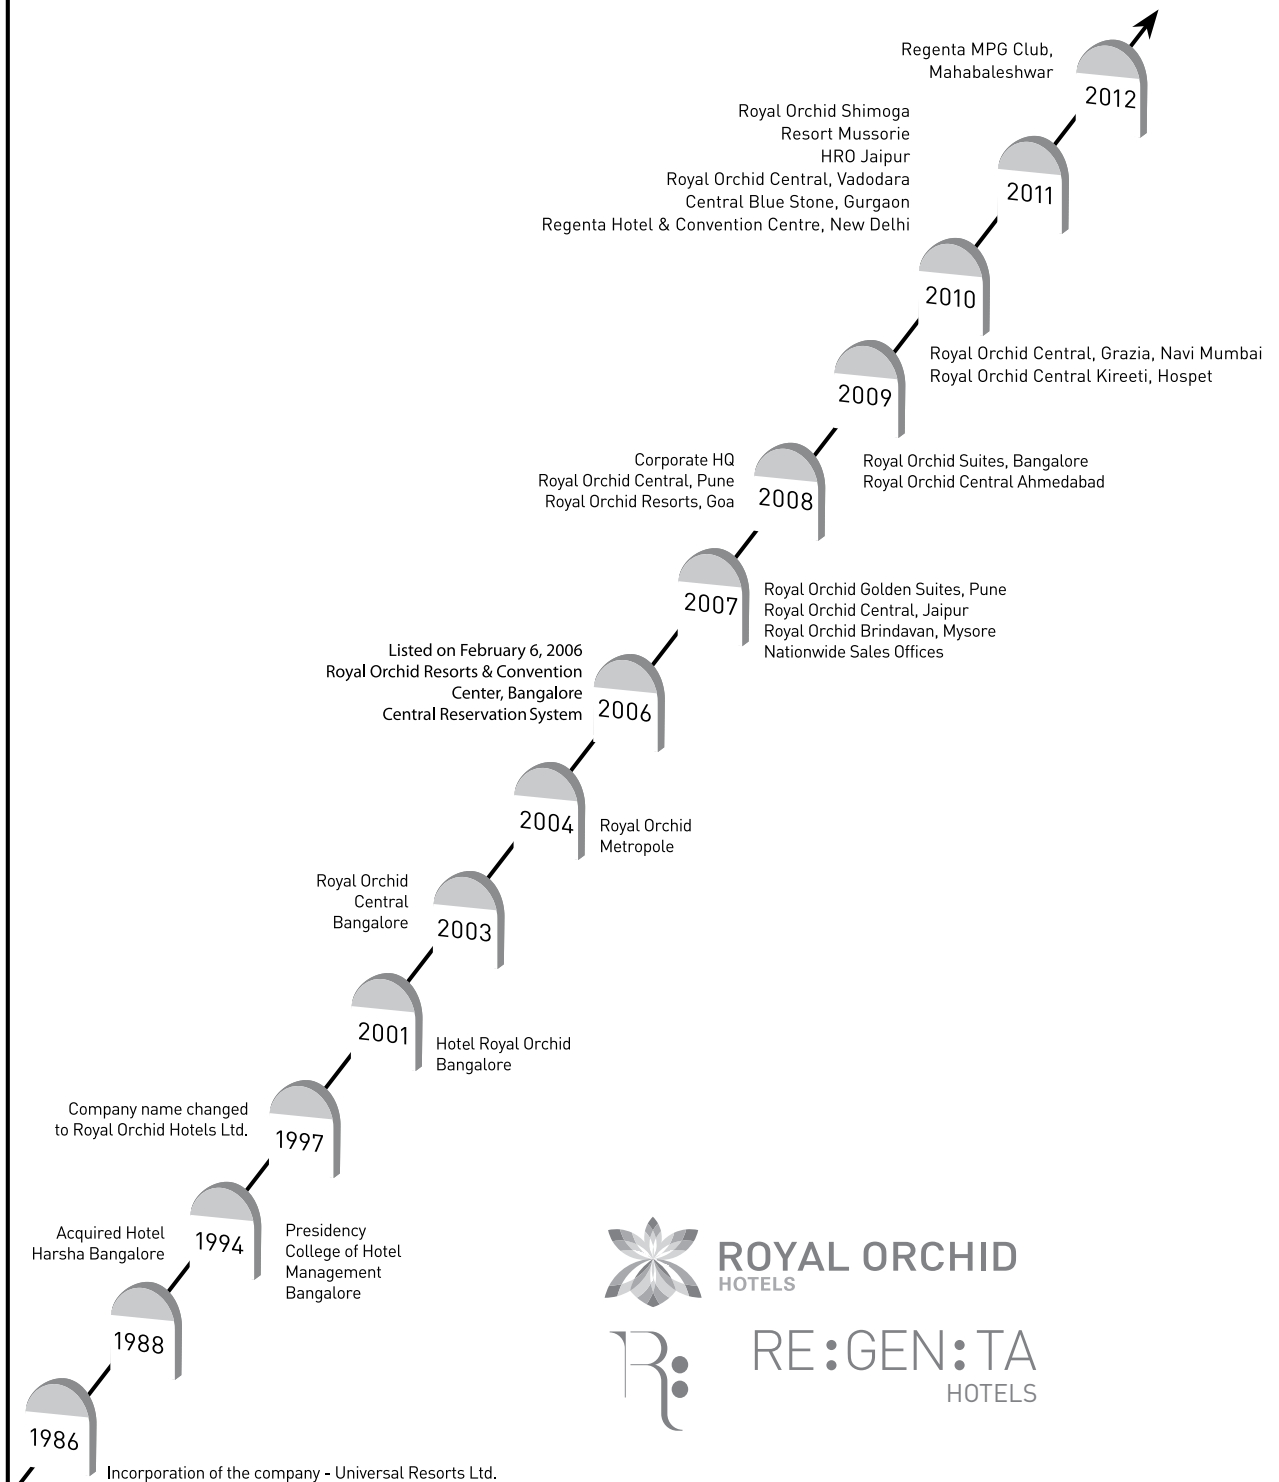 Regenta MPG Club,
Mahabaleshwar
2012
Royal Orchid Shimoga
Resort Mussorie
HRO Jaipur
Royal Orchid Central, Vadodara
Central Blue Stone, Gurgaon
Regenta Hotel & Convention Centre, New Delhi
2011
2010
Royal Orchid Central, Grazia, Navi Mumbai
Royal Orchid Central Kireeti, Hospet
2009
Royal Orchid Suites, Bangalore
Royal Orchid Central Ahmedabad
Corporate HQ
Royal Orchid Central, Pune
Royal Orchid Resorts, Goa
2008
2007
Royal Orchid Golden Suites, Pune
Royal Orchid Central, Jaipur
Royal Orchid Brindavan, Mysore
Nationwide Sales Offices
Listed on February 6, 2006
Royal Orchid Resorts & Convention
Center, Bangalore
Central Reservation System
2006
2004
Royal Orchid
Metropole
Royal Orchid
Central
Bangalore
2003
2001
Hotel Royal Orchid
Bangalore
Company name changed
to Royal Orchid Hotels Ltd.
1997
1994
Presidency
College of Hotel
Management
Bangalore
Acquired Hotel
Harsha Bangalore
1988
1986
Incorporation of the company - Universal Resorts Ltd.
ROYAL ORCHID
HOTELS
R:
RE:GEN:TA
HOTELS